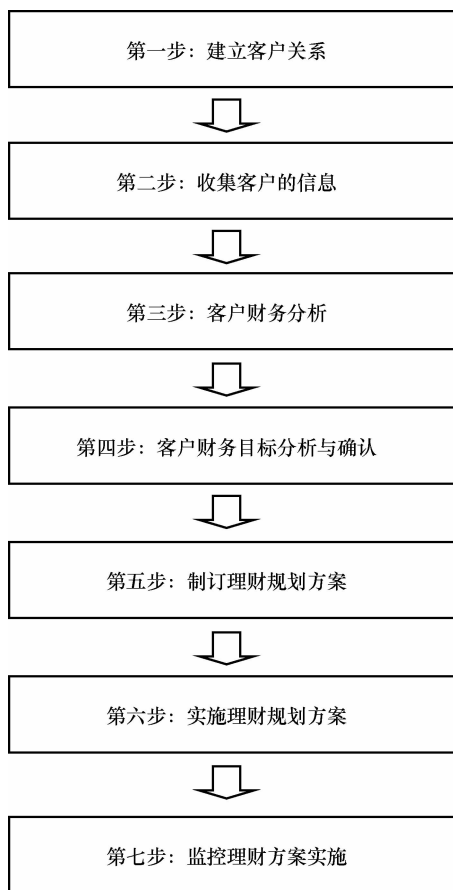 第一步：建立客户关系
第二步：收集客户的信息
第三步：客户财务分析
第四步：客户财务目标分析与确认
第五步：制订理财规划方案
第六步：实施理财规划方案
第七步：监控理财方案实施